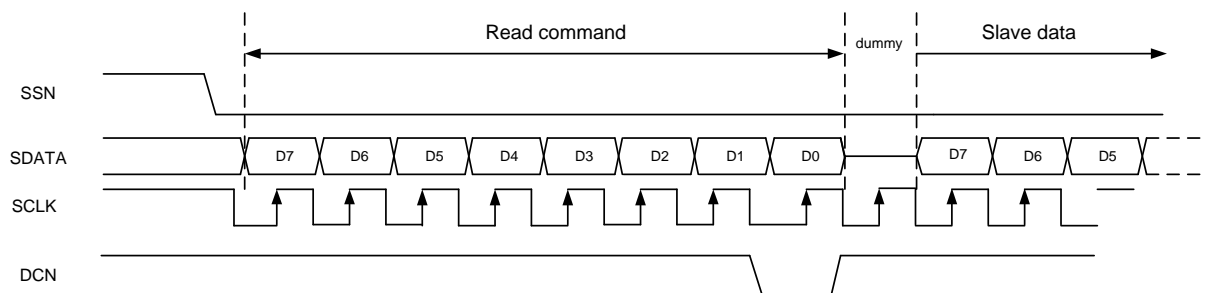 Read command
dummy
Slave data
SSN
SDATA D7 D6 D5 D4 D3 D2 D1 D0 D7 D6 D5
SCLK
DCN